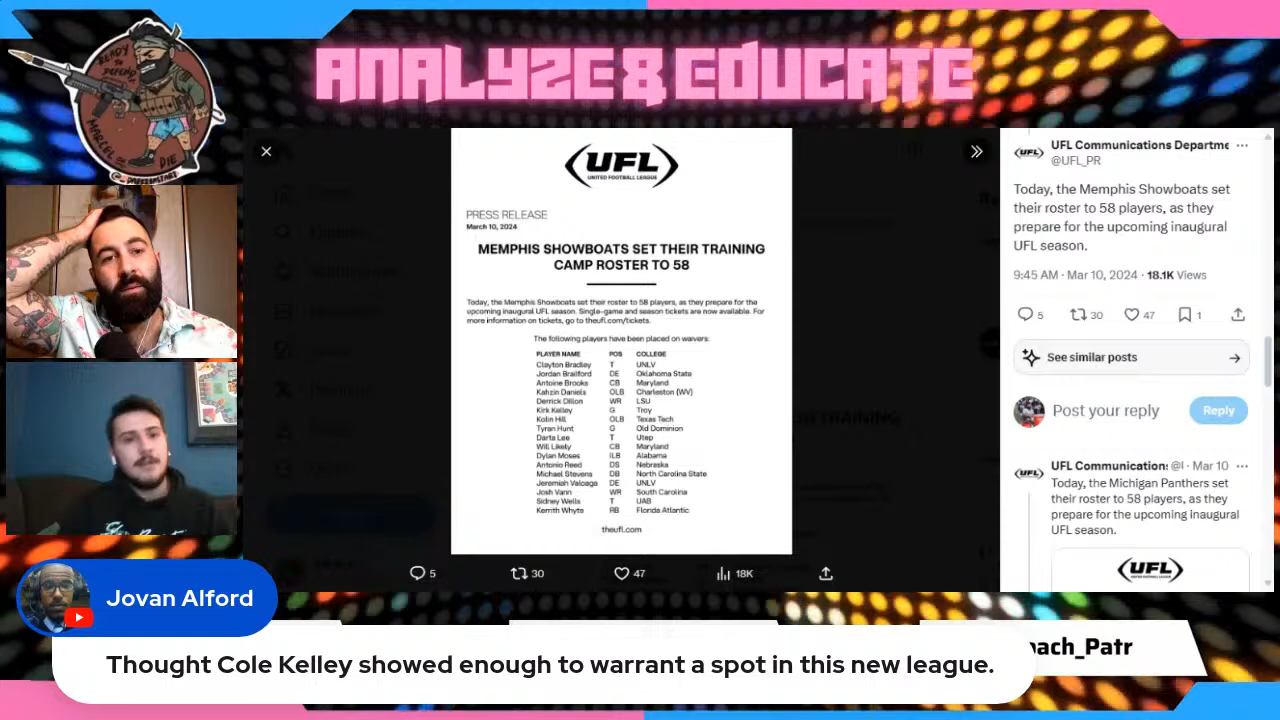 ANALYZE & EDUCATE
READY TO DEFEND
MARCEL OR DIE
UFL
UNITED FOOTBALL LEAGUE
PRESS RELEASE
March 10, 2024
MEMPHIS SHOWBOATS SET THEIR TRAINING
CAMP ROSTER TO 58
Today, the Memphis Showboats set their roster to 58 players, as they prepare for the
upcoming inaugural UFL season. Single-game and season tickets are now available. For
more information on tickets, go to theufl.com/tickets.
The following players have been placed on waivers:
PLAYER NAME POS COLLEGE
Clayton Bradley T UNLV
Jordan Brailford DE Oklahoma State
Antoine Brooks CB Maryland
Kahzin Daniels OLB Charleston (WV)
Derrick Dillon WR LSU
Kirk Kelley G Troy
Kolin Hill OLB Texas Tech
Tyran Hunt G Old Dominion
Darta Lee T Utep
Will Likely CB Maryland
Dylan Moses ILB Alabama
Antonio Reed DS Nebraska
Michael Stevens DB North Carolina State
Jeremiah Valoaga DE UNLV
Josh Vann WR South Carolina
Sidney Wells T UAB
Kerrith Whyte RB Florida Atlantic
theufl.com
5 30 47 18K
UFL Communications Departme ...
@UFL_PR
Today, the Memphis Showboats set
their roster to 58 players, as they
prepare for the upcoming inaugural
UFL season.
9:45 AM · Mar 10, 2024 · 18.1K Views
5 30 47 1
See similar posts
Post your reply
Reply
UFL Communications @ · Mar 10 ...
Today, the Michigan Panthers set
their roster to 58 players, as they
prepare for the upcoming inaugural
UFL season.
UFL
Jovan Alford
Thought Cole Kelley showed enough to warrant a spot in this new league.
oach_Patr